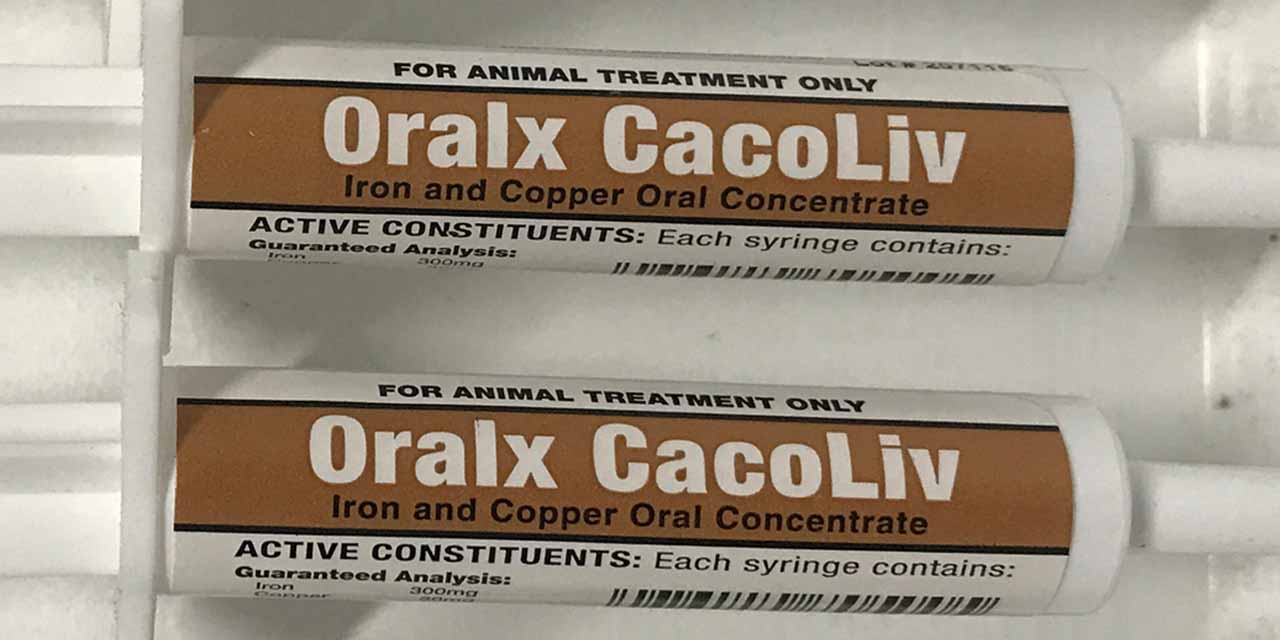 FOR ANIMAL TREATMENT ONLY
Oralx CacoLiv
Iron and Copper Oral Concentrate
ACTIVE CONSTITUENTS: Each syringe contains:
Guaranteed Analysis:
Iron 300mg
FOR ANIMAL TREATMENT ONLY
Oralx CacoLiv
Iron and Copper Oral Concentrate
ACTIVE CONSTITUENTS: Each syringe contains:
Guaranteed Analysis:
Iron 300mg
Copper